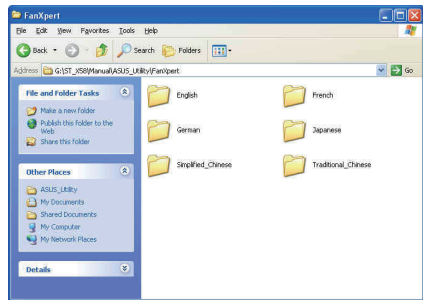 FanXpert
File Edit View Favorites Tools Help
Back Search Folders
Address G:\ST_X58\Manual\ASUS_Utility\FanXpert Go
File and Folder Tasks
Make a new folder
Publish this folder to the
Web
Share this folder
Other Places
ASUS_Utility
My Documents
Shared Documents
My Computer
My Network Places
Details
English
French
German
Japanese
Simplified_Chinese
Traditional_Chinese